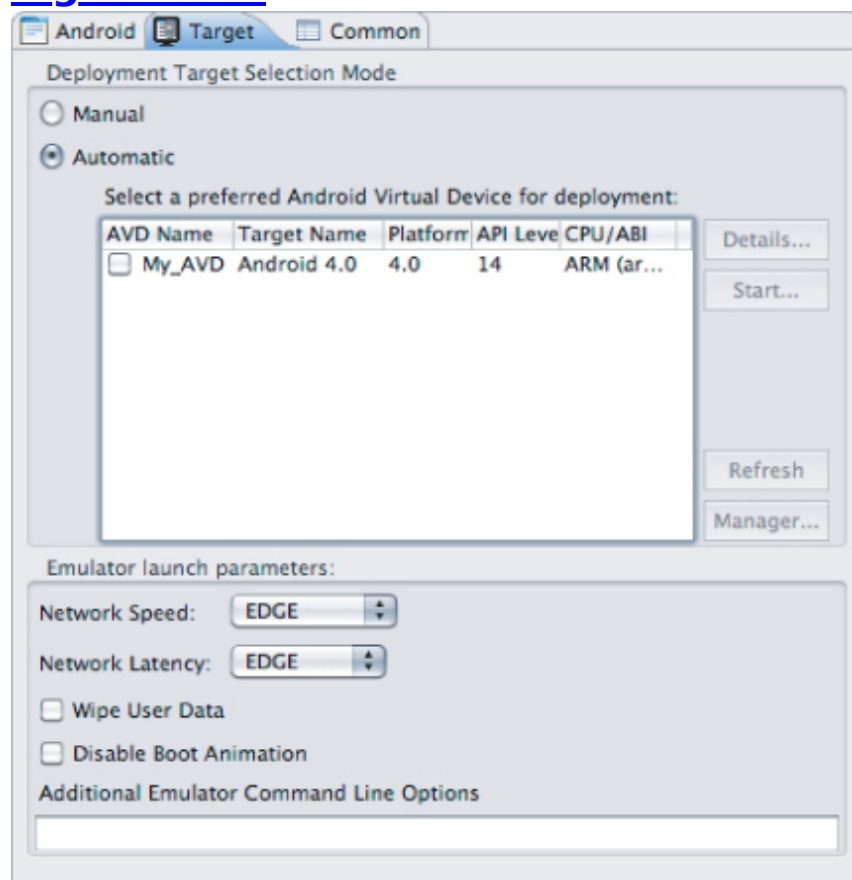 Android Target Common
Deployment Target Selection Mode
Manual
Automatic
Select a preferred Android Virtual Device for deployment:
AVD Name Target Name Platform API Leve CPU/ABI
My_AVD Android 4.0 4.0 14 ARM (ar...
Details...
Start...
Refresh
Manager...
Emulator launch parameters:
Network Speed: EDGE
Network Latency: EDGE
Wipe User Data
Disable Boot Animation
Additional Emulator Command Line Options